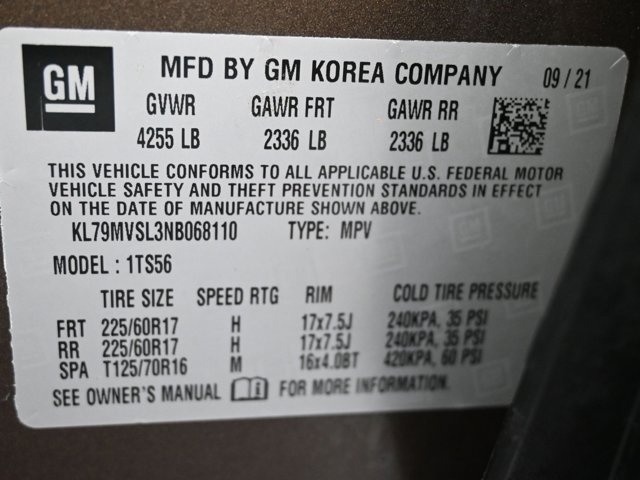 GM MFD BY GM KOREA COMPANY 09/21
GVWR GAWR FRT GAWR RR
4255 LB 2336 LB 2336 LB
THIS VEHICLE CONFORMS TO ALL APPLICABLE U.S. FEDERAL MOTOR
VEHICLE SAFETY AND THEFT PREVENTION STANDARDS IN EFFECT
ON THE DATE OF MANUFACTURE SHOWN ABOVE.
KL79MVSL3NB068110 TYPE: MPV
MODEL: 1TS56
TIRE SIZE SPEED RTG RIM COLD TIRE PRESSURE
FRT 225/60R17 H 17x7.5J 240KPA, 35 PSI
RR 225/60R17 H 17x7.5J 240KPA, 35 PSI
SPA T125/70R16 M 16x4.0BT 420KPA, 60 PSI
SEE OWNER'S MANUAL FOR MORE INFORMATION.